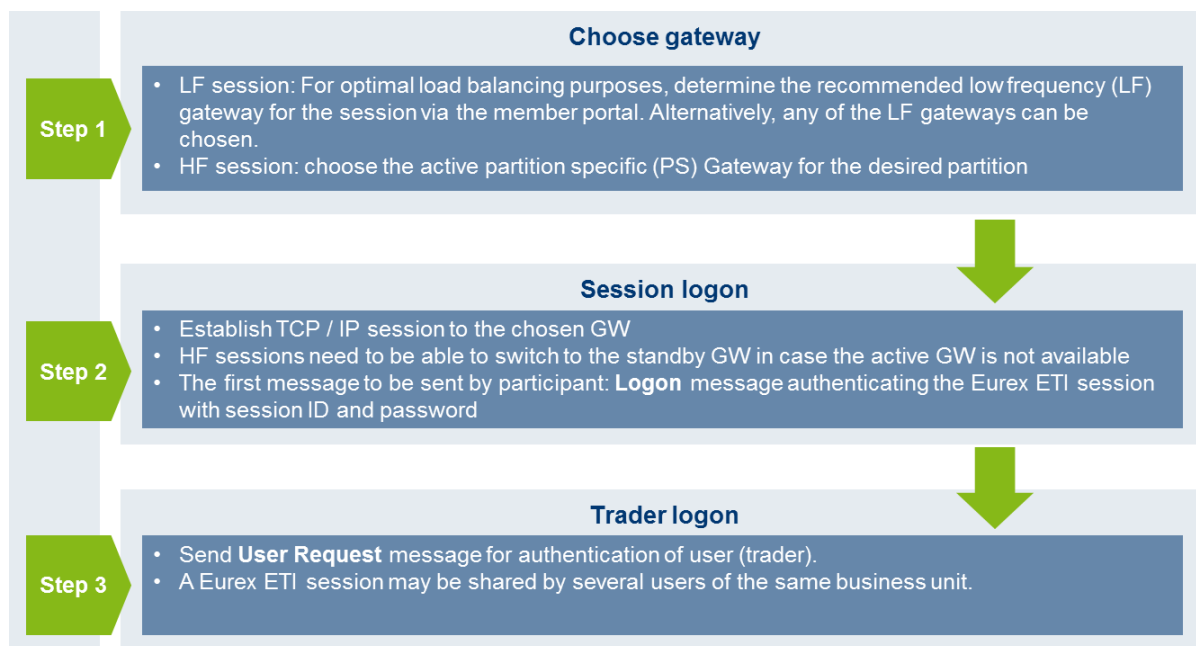 Choose gateway
Step 1
• LF session: For optimal load balancing purposes, determine the recommended low frequency (LF)
gateway for the session via the member portal. Alternatively, any of the LF gateways can be
chosen.
• HF session: choose the active partition specific (PS) Gateway for the desired partition
Session logon
Step 2
• Establish TCP / IP session to the chosen GW
• HF sessions need to be able to switch to the standby GW in case the active GW is not available
• The first message to be sent by participant: Logon message authenticating the Eurex ETI session
with session ID and password
Trader logon
Step 3
• Send User Request message for authentication of user (trader).
• A Eurex ETI session may be shared by several users of the same business unit.